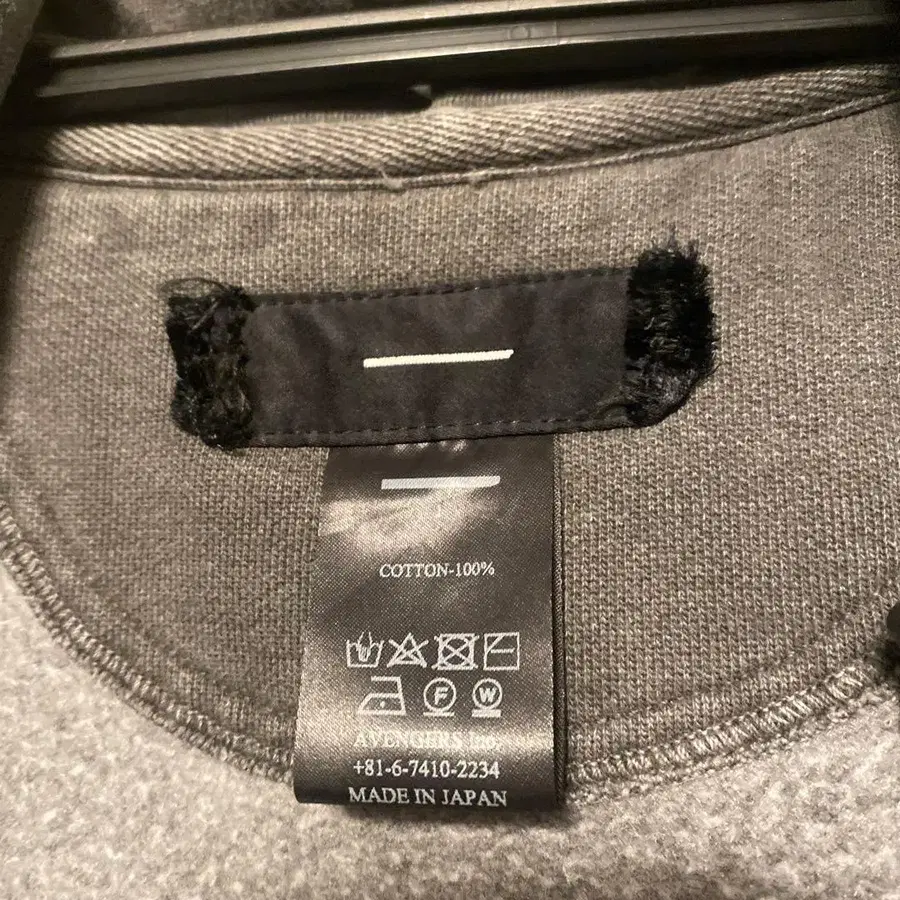 COTTON-100%
F W
AVENGERS Inc.
+81-6-7410-2234
MADE IN JAPAN